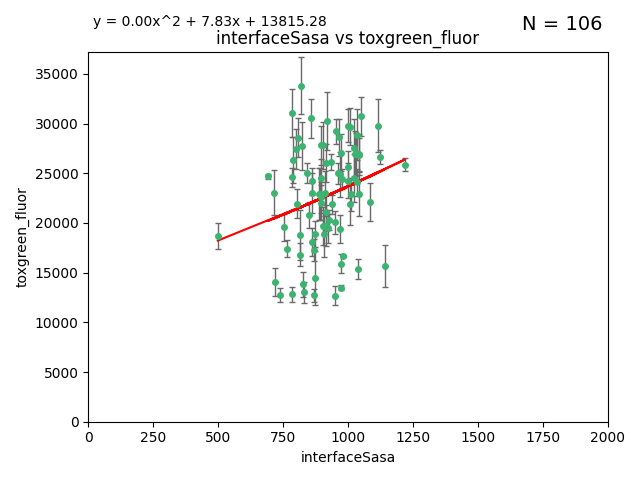 y = 0.00x^2 + 7.83x + 13815.28
N = 106
interfaceSasa vs toxgreen_fluor
35000
30000
25000
20000
15000
10000
5000
0
toxgreen_fluor
0 250 500 750 1000 1250 1500 1750 2000
interfaceSasa